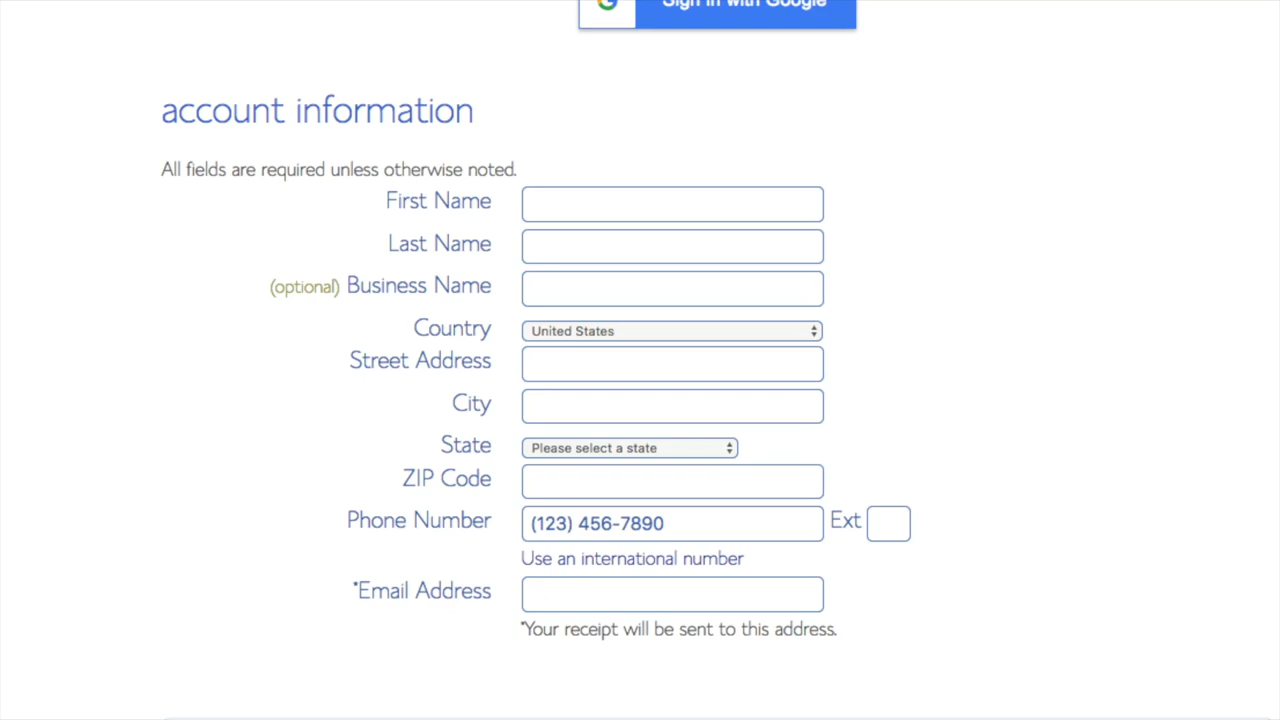 Sign in with Google
account information
All fields are required unless otherwise noted.
First Name
Last Name
(optional) Business Name
Country United States
Street Address
City
State Please select a state
ZIP Code
Phone Number (123) 456-7890 Ext
Use an international number
*Email Address
*Your receipt will be sent to this address.